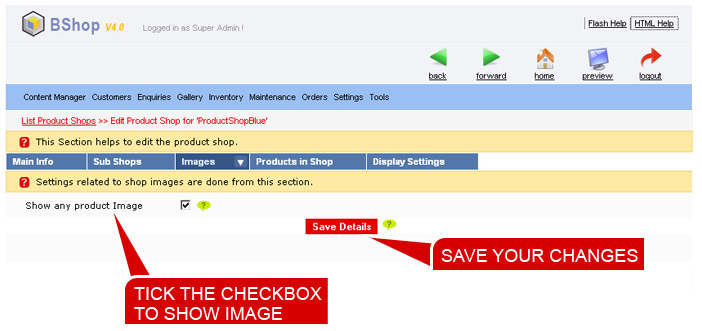 BShop V4.0
Logged in as Super Admin !
Flash Help HTML Help
back forward home preview logout
Content Manager Customers Enquiries Gallery Inventory Maintenance Orders Settings Tools
List Product Shops >> Edit Product Shop for 'ProductShopBlue'
? This Section helps to edit the product shop.
Main Info Sub Shops Images Products in Shop Display Settings
? Settings related to shop images are done from this section.
Show any product Image ?
Save Details ?
SAVE YOUR CHANGES
TICK THE CHECKBOX
TO SHOW IMAGE